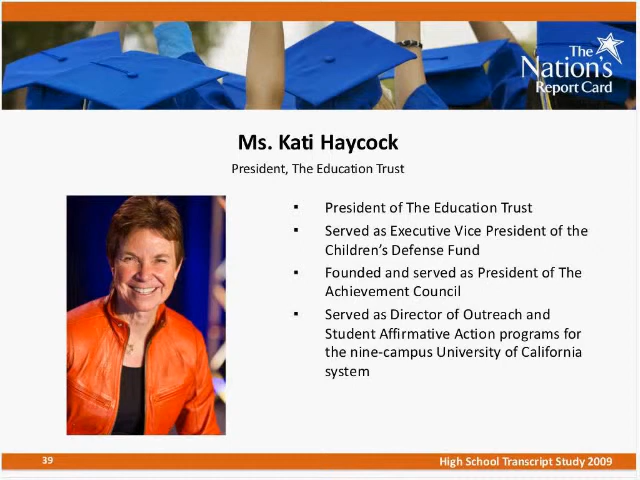 The
Nation's
Report Card
Ms. Kati Haycock
President, The Education Trust
▪ President of The Education Trust
▪ Served as Executive Vice President of the
Children's Defense Fund
▪ Founded and served as President of The
Achievement Council
▪ Served as Director of Outreach and
Student Affirmative Action programs for
the nine-campus University of California
system
39
High School Transcript Study 2009